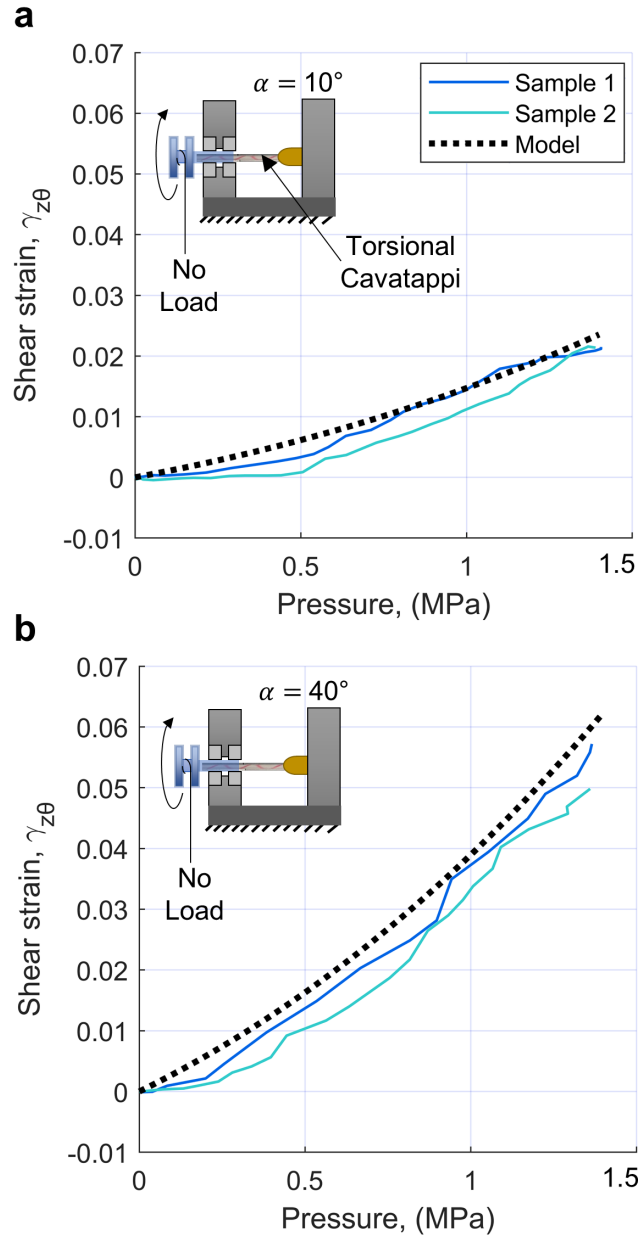 a
0.07
0.06
0.05
0.04
0.03
0.02
0.01
0
-0.01
Shear strain, γzθ
α = 10°
Sample 1
Sample 2
Model
No
Load
Torsional
Cavatappi
0
0.5
1
1.5
Pressure, (MPa)
b
0.07
0.06
0.05
0.04
0.03
0.02
0.01
0
-0.01
Shear strain, γzθ
α = 40°
No
Load
0
0.5
1
1.5
Pressure, (MPa)